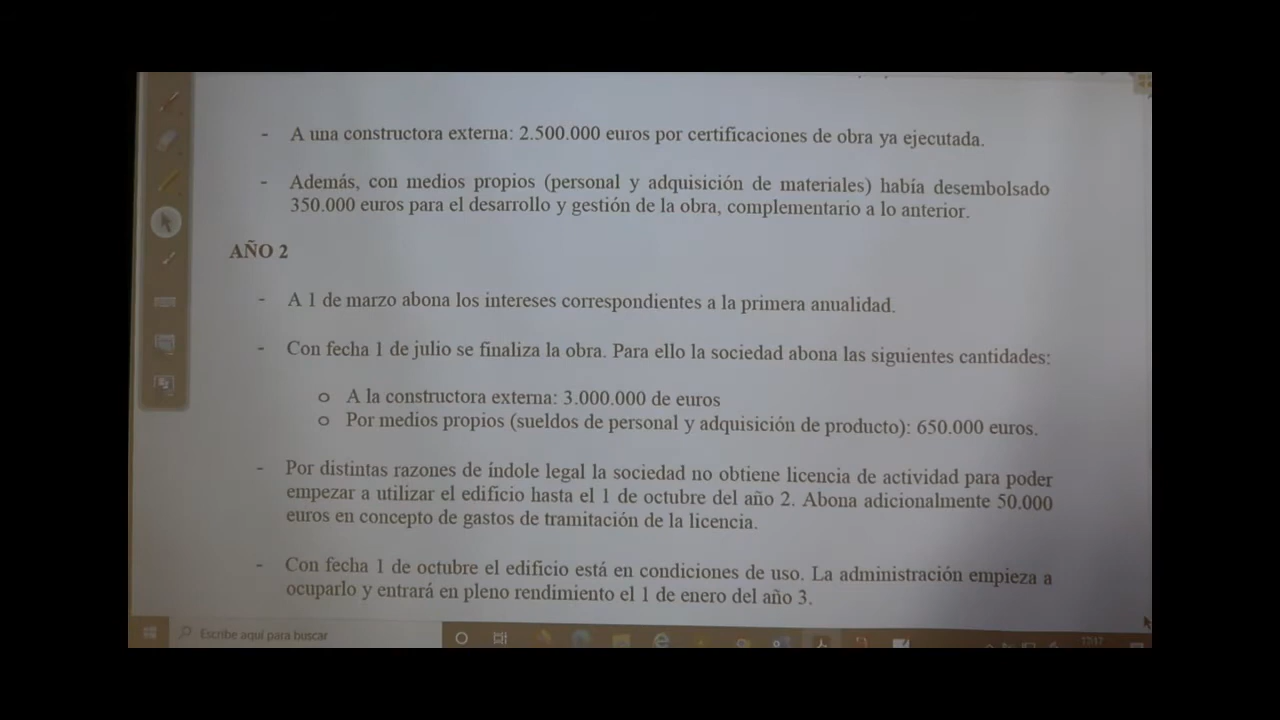 - A una constructora externa: 2.500.000 euros por certificaciones de obra ya ejecutada.
- Además, con medios propios (personal y adquisición de materiales) había desembolsado
350.000 euros para el desarrollo y gestión de la obra, complementario a lo anterior.
AÑO 2
- A 1 de marzo abona los intereses correspondientes a la primera anualidad.
- Con fecha 1 de julio se finaliza la obra. Para ello la sociedad abona las siguientes cantidades:
o A la constructora externa: 3.000.000 de euros
o Por medios propios (sueldos de personal y adquisición de producto): 650.000 euros.
- Por distintas razones de índole legal la sociedad no obtiene licencia de actividad para poder
empezar a utilizar el edificio hasta el 1 de octubre del año 2. Abona adicionalmente 50.000
euros en concepto de gastos de tramitación de la licencia.
- Con fecha 1 de octubre el edificio está en condiciones de uso. La administración empieza a
ocuparlo y entrará en pleno rendimiento el 1 de enero del año 3.
Escribe aquí para buscar
17:17